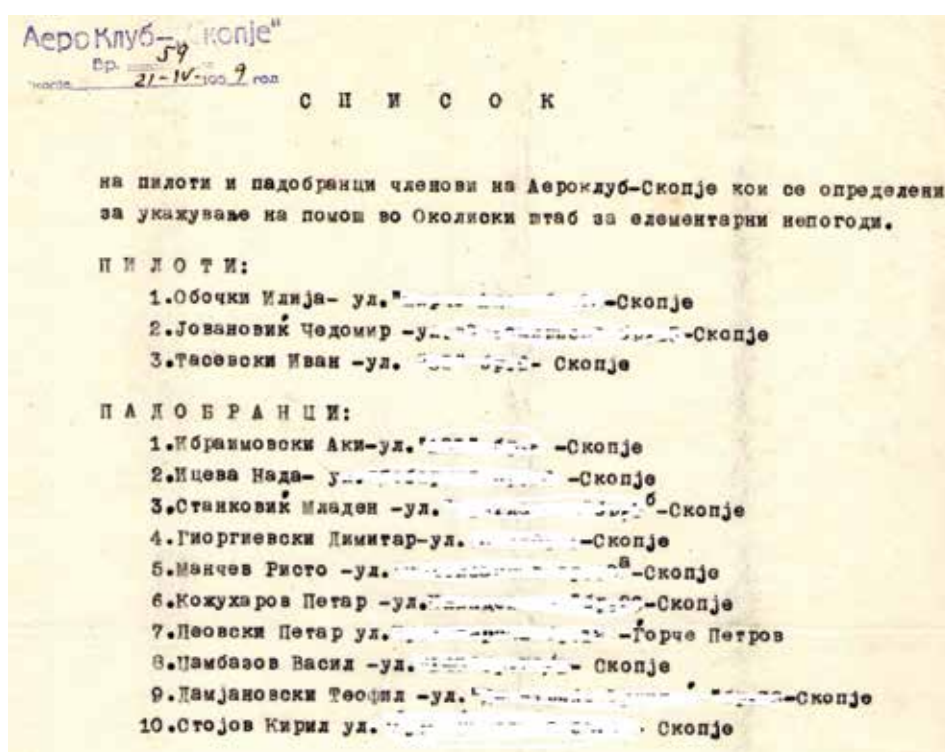 АероКлуб-„Скопје"
Бр. 59
21-IV-1959 год
С П И С О К
на пилоти и падобранци членови на Аероклуб-Скопје кои се определени
за укажување на помош во Околиски штаб за елементарни непогоди.
П И Л О Т И:
1.Обочки Илија- ул." -Скопје
2.Јовановиќ Чедомир -ул. -Скопје
3.Тасевски Иван -ул. - Скопје
П А Д О Б Р А Н Ц И:
1.Ибраимовски Аки-ул." -Скопје
2.Ицева Нада- у -Скопје
3.Станковиќ Младен -ул. б-Скопје
4.Гиоргиевски Димитар-ул. -Скопје
5.Манчев Ристо -ул. а-Скопје
6.Кожухаров Петар -ул. -Скопје
7.Пеовски Петар ул. -Ѓорче Петров
8.Џамбазов Васил -ул. - Скопје
9.Дамјановски Теофил -ул. -Скопје
10.Стојов Кирил ул. Скопје